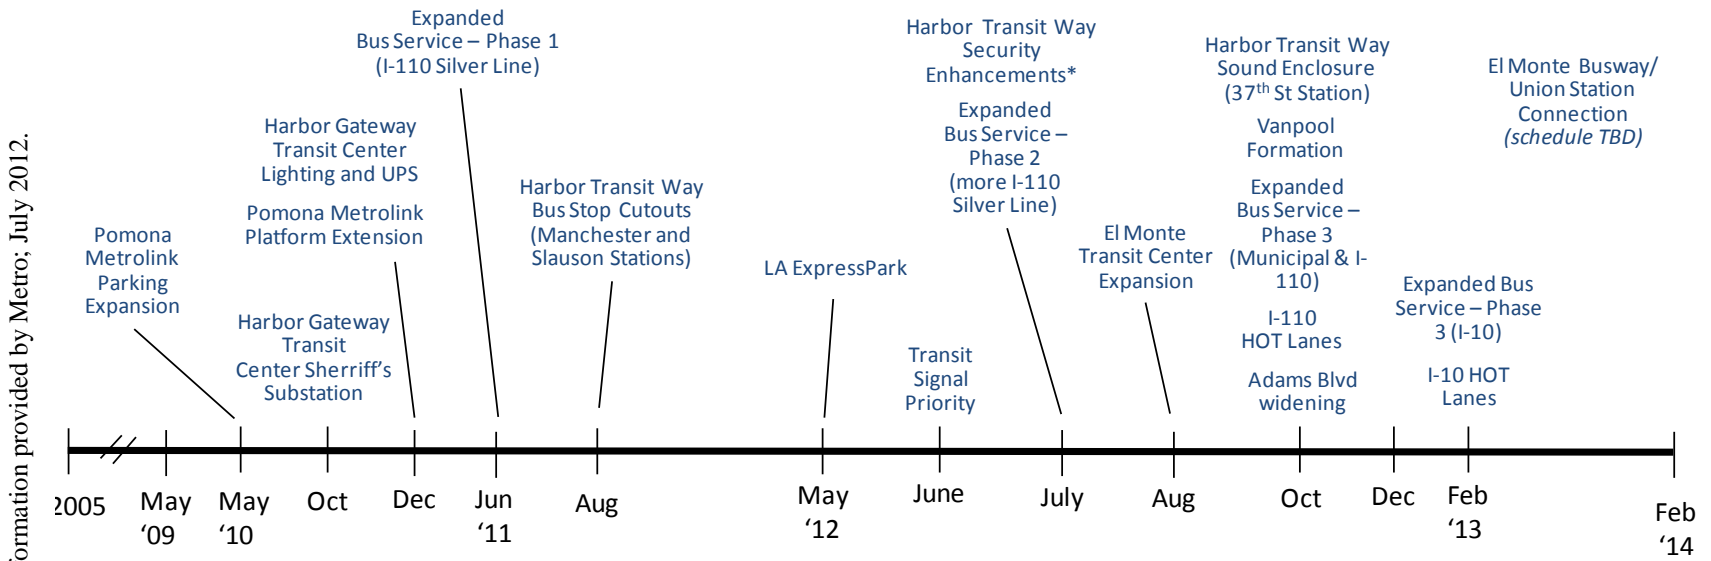 Expanded
Bus Service – Phase 1
(I-110 Silver Line)
Harbor Gateway
Transit Center
Lighting and UPS
Pomona Metrolink
Platform Extension
Pomona
Metrolink
Parking
Expansion
Harbor Gateway
Transit
Center Sherriff's
Substation
Harbor Transit Way
Bus Stop Cutouts
(Manchester and
Slauson Stations)
LA ExpressPark
Transit
Signal
Priority
Harbor Transit Way
Security
Enhancements*
Expanded
Bus Service –
Phase 2
(more I-110
Silver Line)
El Monte
Transit Center
Expansion
Harbor Transit Way
Sound Enclosure
(37th St Station)
Vanpool
Formation
Expanded
Bus Service –
Phase 3
(Municipal & I-
110)
I-110
HOT Lanes
Adams Blvd
widening
Expanded Bus
Service – Phase
3 (I-10)
I-10 HOT
Lanes
El Monte Busway/
Union Station
Connection
(schedule TBD)
2005
May
‘09
May
‘10
Oct
Dec
Jun
‘11
Aug
May
‘12
June
July
Aug
Oct
Dec
Feb
‘13
Feb
‘14
formation provided by Metro; July 2012.